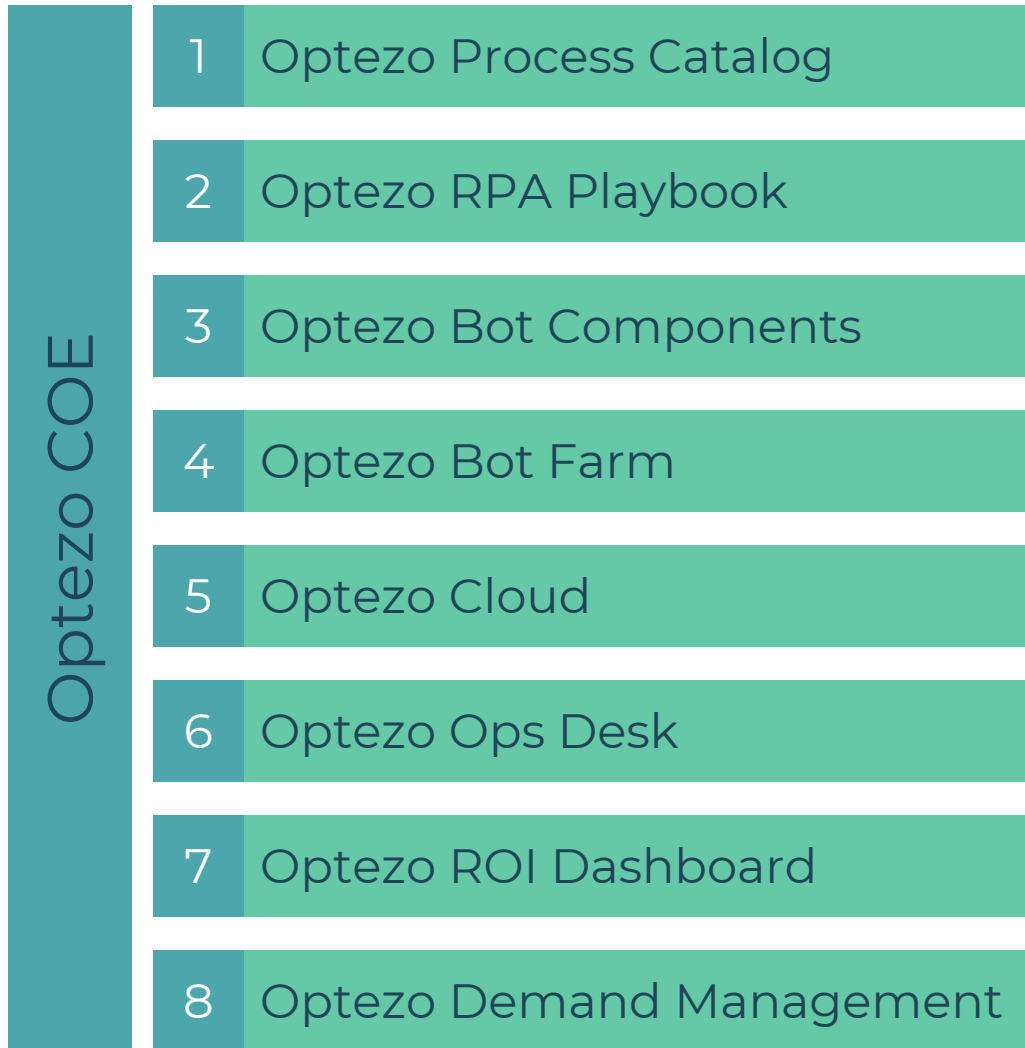 Optezo COE
1 Optezo Process Catalog
2 Optezo RPA Playbook
3 Optezo Bot Components
4 Optezo Bot Farm
5 Optezo Cloud
6 Optezo Ops Desk
7 Optezo ROI Dashboard
8 Optezo Demand Management